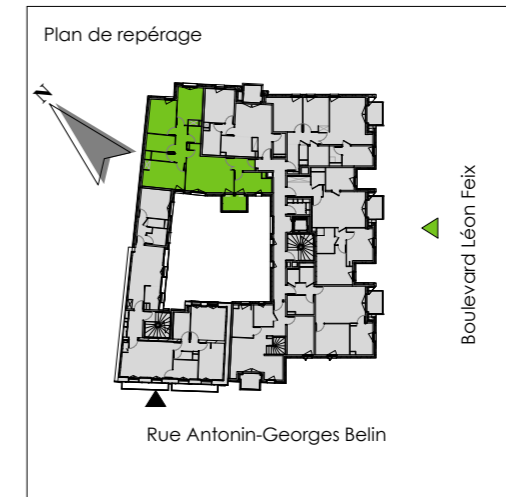 Plan de repérage
N
Boulevard Léon Feix
Rue Antonin-Georges Belin